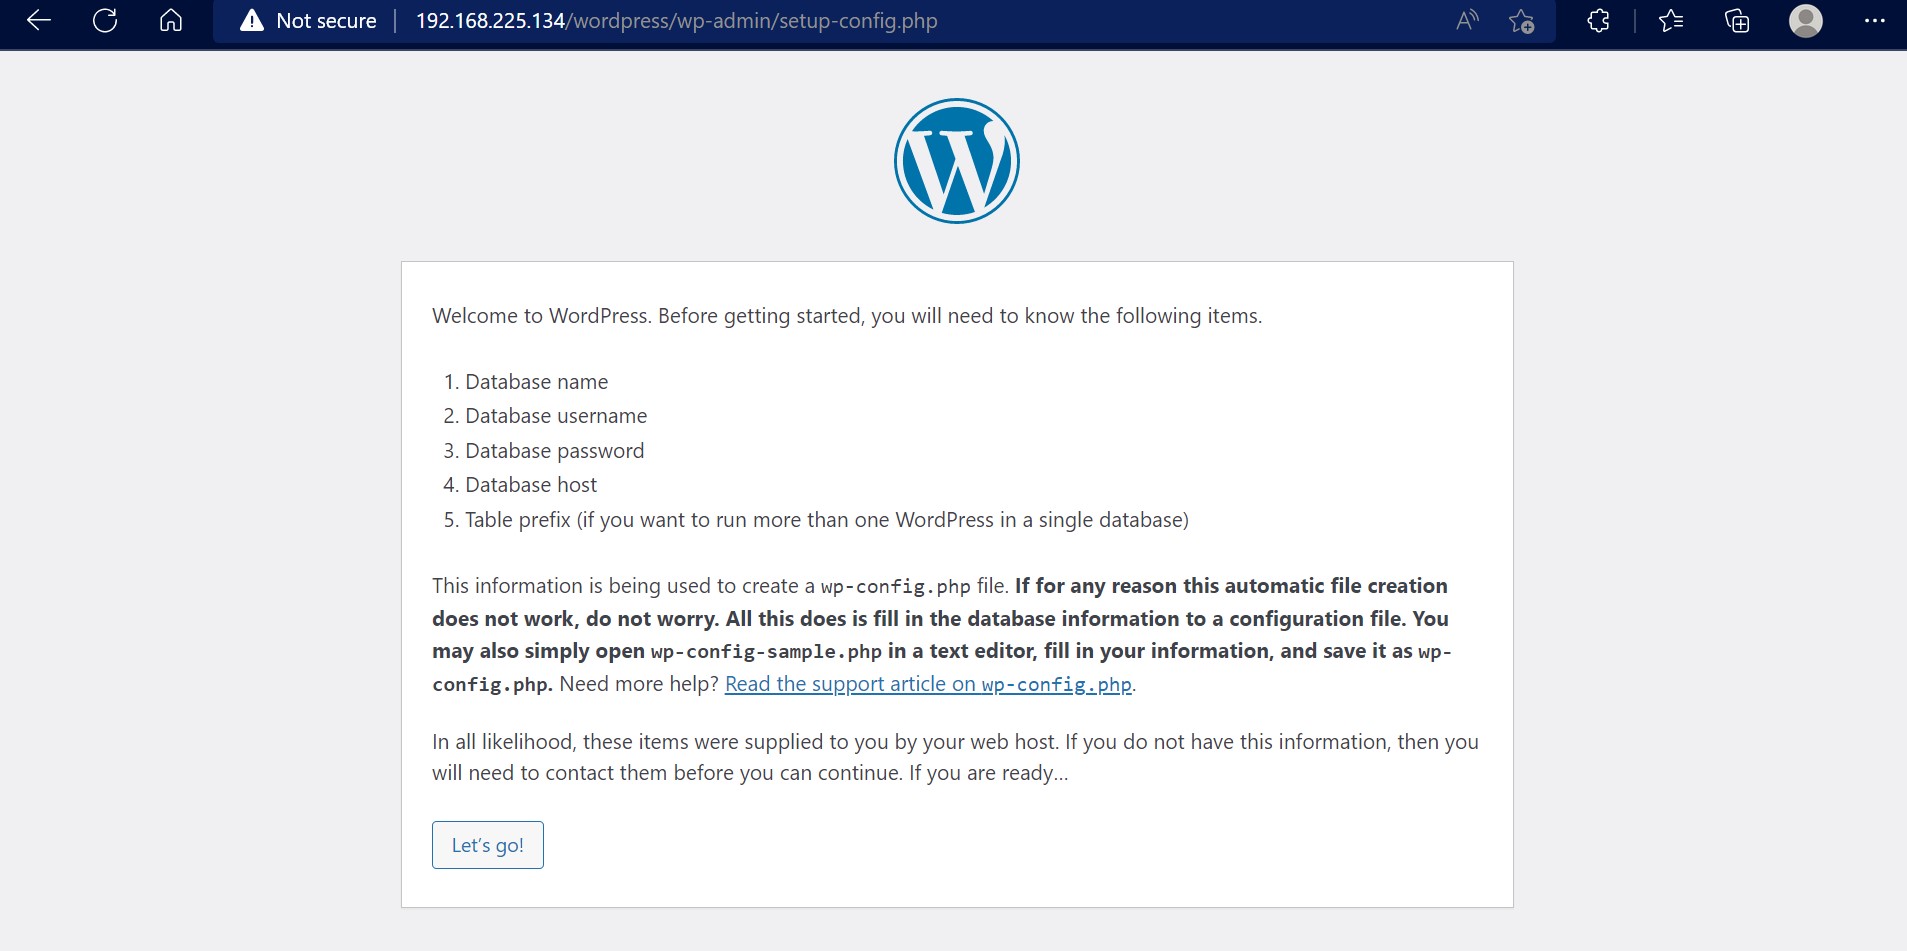 Not secure | 192.168.225.134/wordpress/wp-admin/setup-config.php
Welcome to WordPress. Before getting started, you will need to know the following items.
1. Database name
2. Database username
3. Database password
4. Database host
5. Table prefix (if you want to run more than one WordPress in a single database)
This information is being used to create a wp-config.php file. If for any reason this automatic file creation
does not work, do not worry. All this does is fill in the database information to a configuration file. You
may also simply open wp-config-sample.php in a text editor, fill in your information, and save it as wp-
config.php. Need more help? Read the support article on wp-config.php.
In all likelihood, these items were supplied to you by your web host. If you do not have this information, then you
will need to contact them before you can continue. If you are ready…
Let’s go!